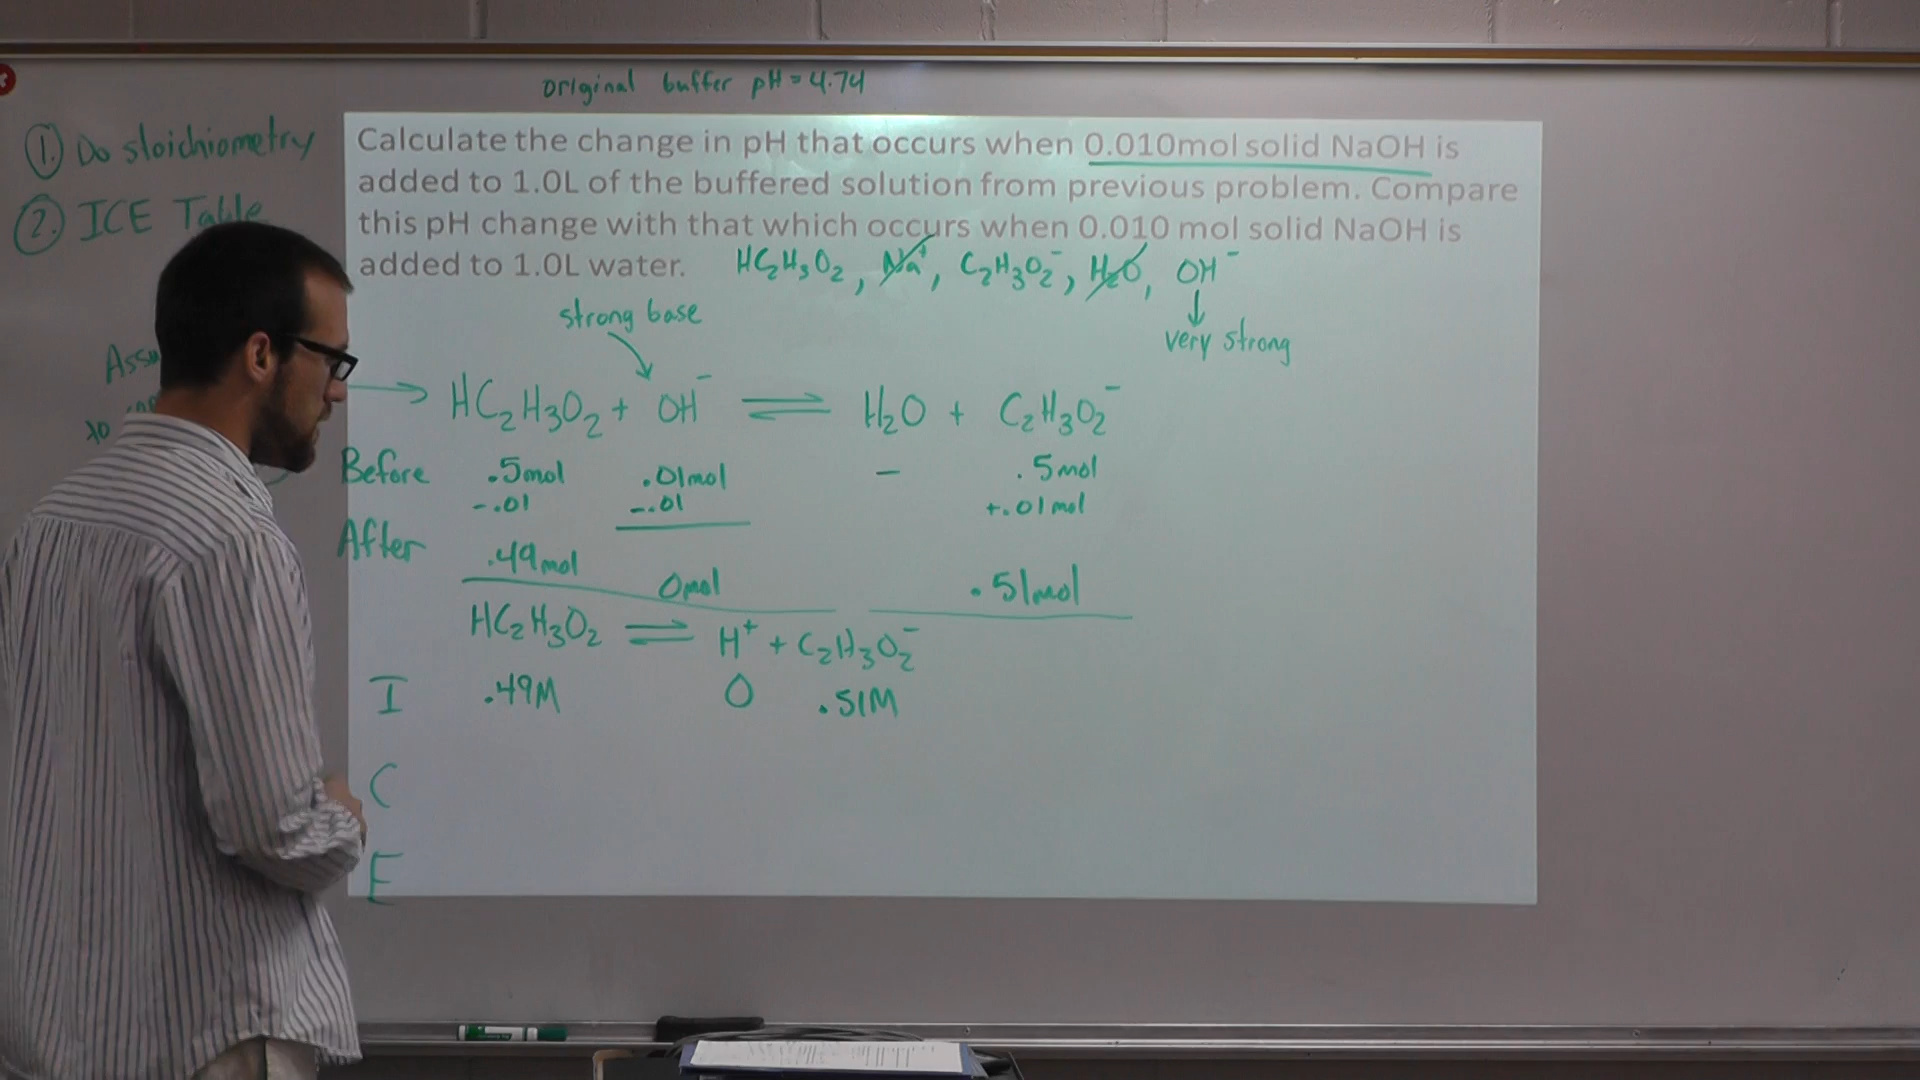 original buffer pH = 4.74
① Do stoichiometry
② ICE Table
Calculate the change in pH that occurs when 0.010mol solid NaOH is
added to 1.0L of the buffered solution from previous problem. Compare
this pH change with that which occurs when 0.010 mol solid NaOH is
added to 1.0L water.
HC₂H₃O₂, Na⁺, C₂H₃O₂⁻, H₂O, OH⁻
strong base
very strong
HC₂H₃O₂ + OH⁻ ⇌ H₂O + C₂H₃O₂⁻
Before .5mol .01mol – .5mol
-.01 -.01 +.01mol
After .49mol 0mol .51mol
HC₂H₃O₂ ⇌ H⁺ + C₂H₃O₂⁻
I .49M 0 .51M
C
E